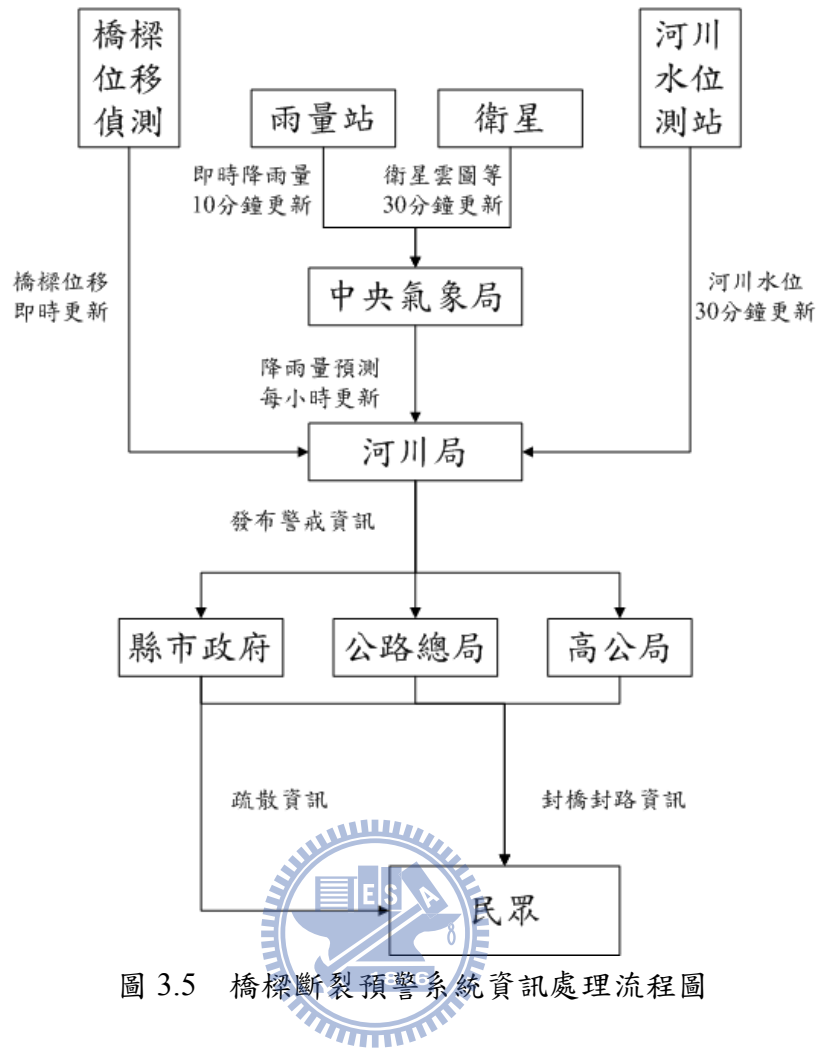 橋樑
位移
偵測
雨量站
衛星
河川
水位
測站
即時降雨量
10分鐘更新
衛星雲圖等
30分鐘更新
橋樑位移
即時更新
中央氣象局
河川水位
30分鐘更新
降雨量預測
每小時更新
河川局
發布警戒資訊
縣市政府
公路總局
高公局
疏散資訊
封橋封路資訊
民眾
E S A
1896
圖 3.5 橋樑斷裂預警系統資訊處理流程圖